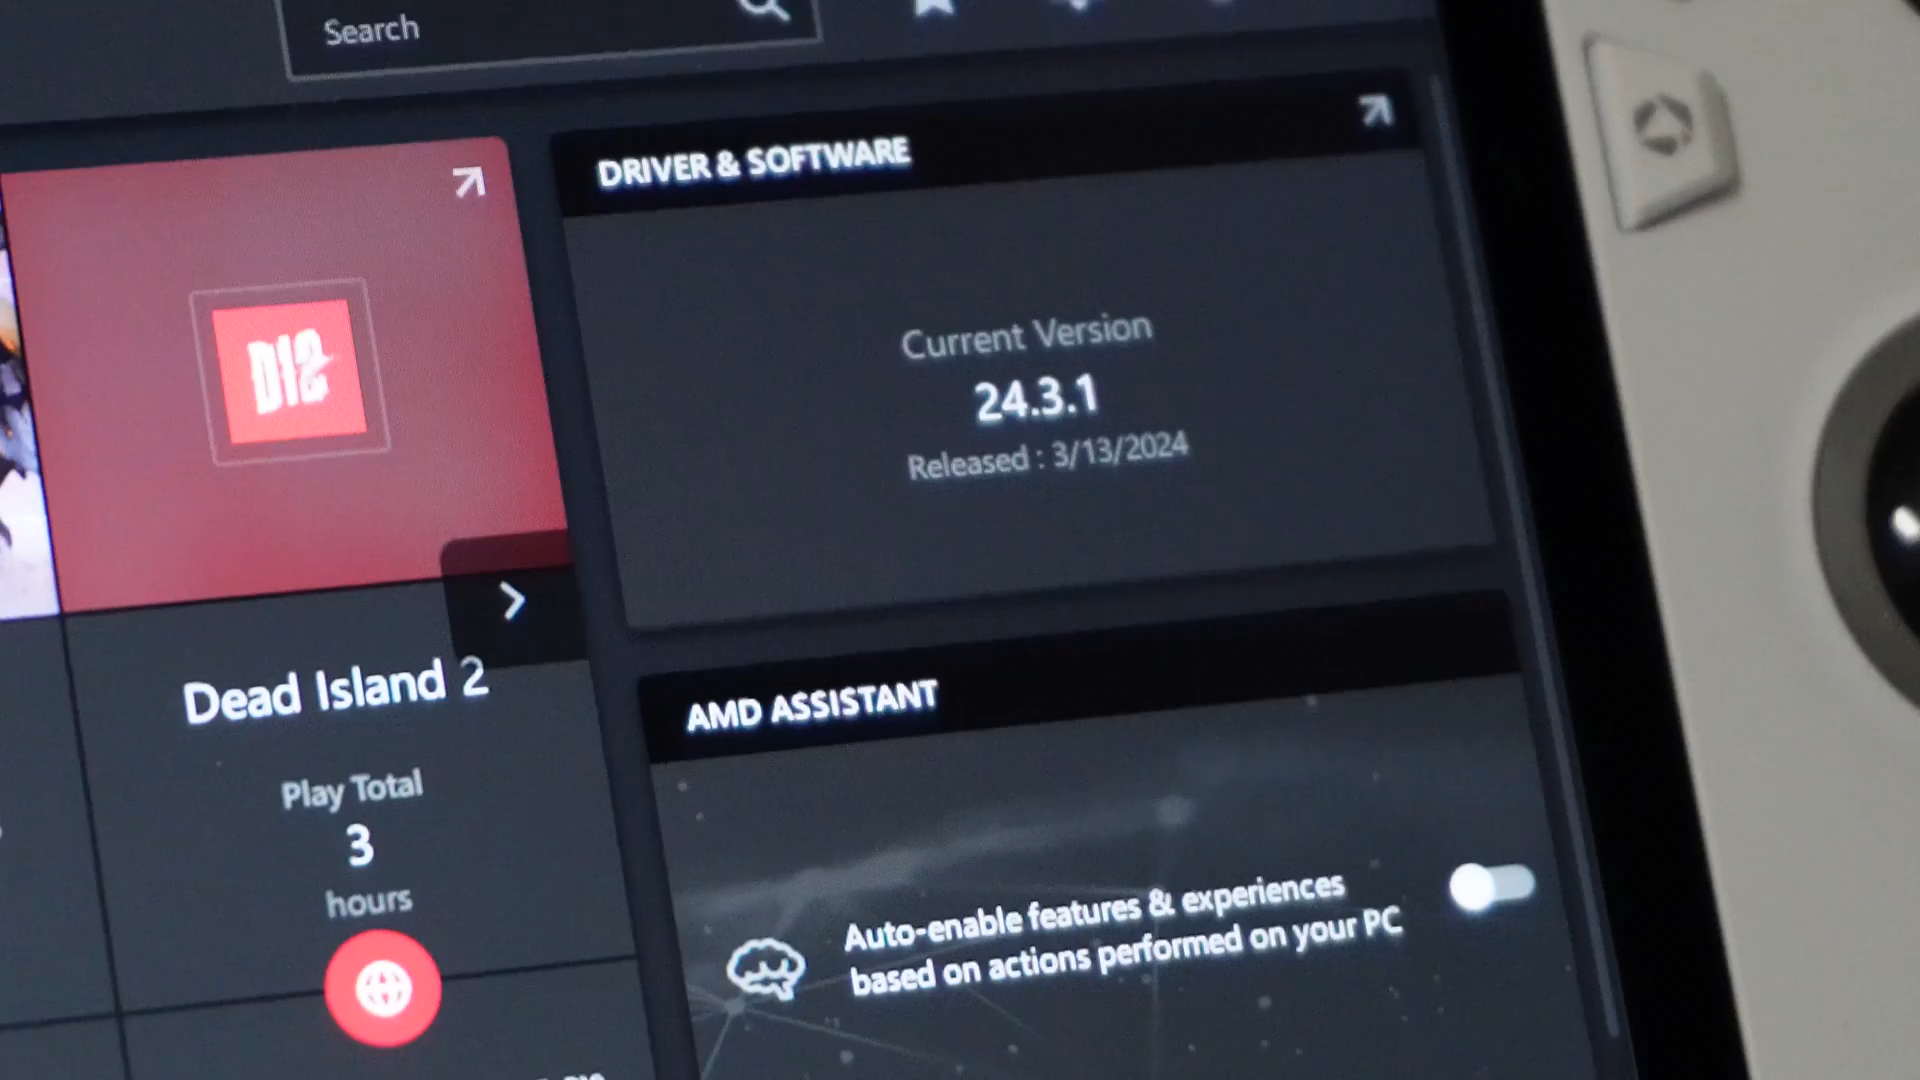 Search
DRIVER & SOFTWARE
DI2
Current Version
24.3.1
Released : 3/13/2024
Dead Island 2
Play Total
3
hours
AMD ASSISTANT
Auto-enable features & experiences
based on actions performed on your PC